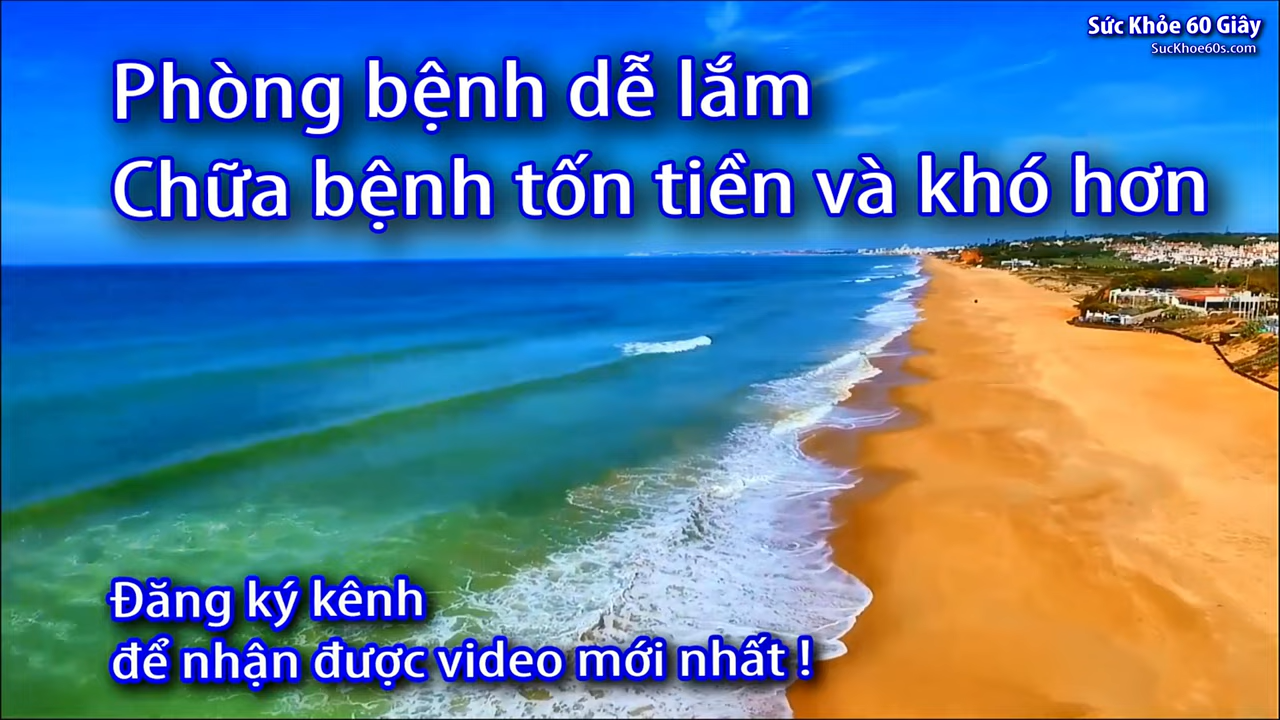 Sức Khỏe 60 Giây
SucKhoe60s.com
Phòng bệnh dễ lắm
Chữa bệnh tốn tiền và khó hơn
Đăng ký kênh
để nhận được video mới nhất !